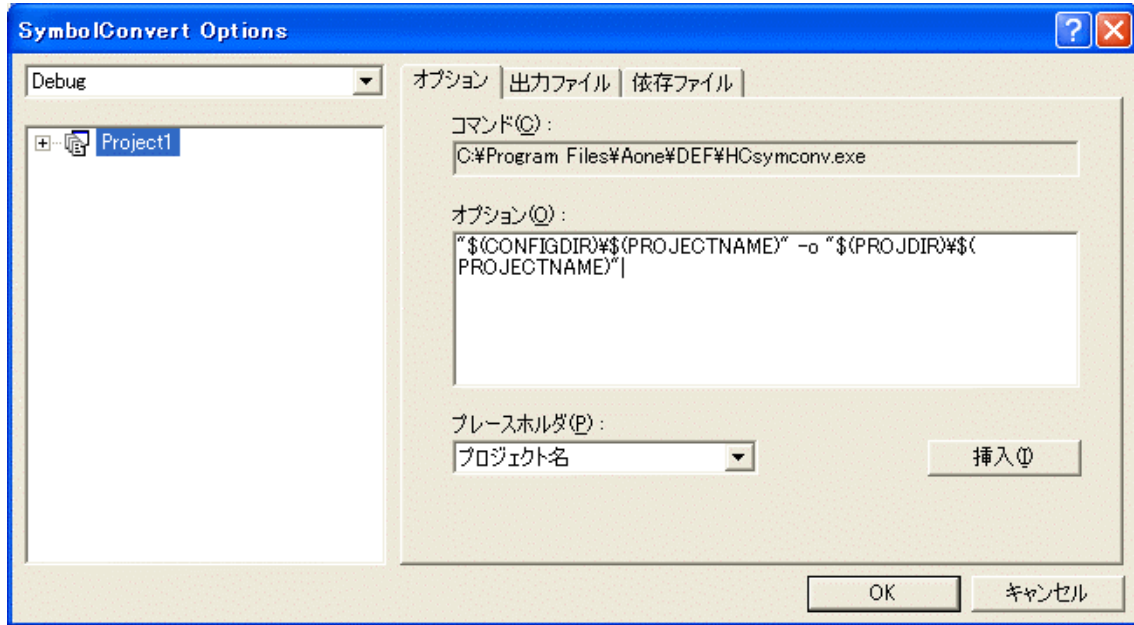 SymbolConvert Options
Debug
Project1
オプション 出力ファイル 依存ファイル
コマンド(C) :
C:¥Program Files¥Aone¥DEF¥HCsymconv.exe
オプション(O) :
"$(CONFIGDIR)¥$(PROJECTNAME)" -o "$(PROJDIR)¥$(
PROJECTNAME)"
プレースホルダ(P) :
プロジェクト名
挿入(I)
OK キャンセル